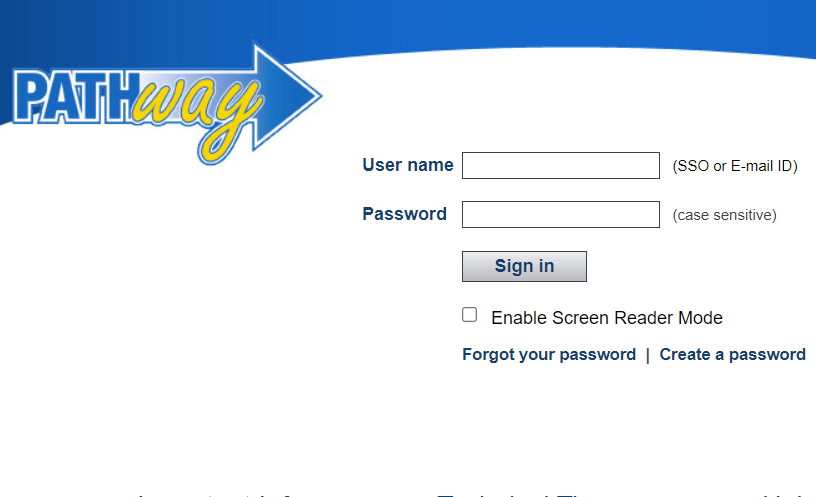 PATHway
User name (SSO or E-mail ID)
Password (case sensitive)
Sign in
Enable Screen Reader Mode
Forgot your password | Create a password